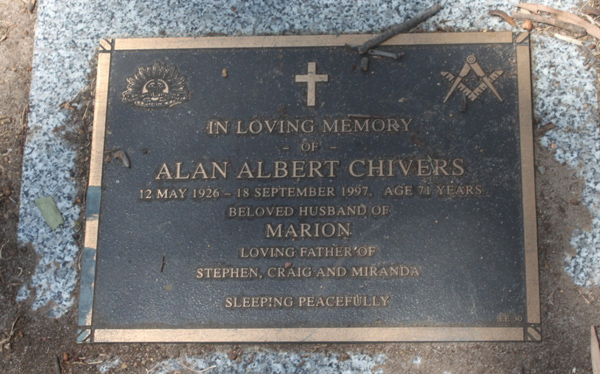 IN LOVING MEMORY
– OF –
ALAN ALBERT CHIVERS
12 MAY 1926 – 18 SEPTEMBER 1997, AGE 71 YEARS
BELOVED HUSBAND OF
MARION
LOVING FATHER OF
STEPHEN, CRAIG AND MIRANDA
SLEEPING PEACEFULLY